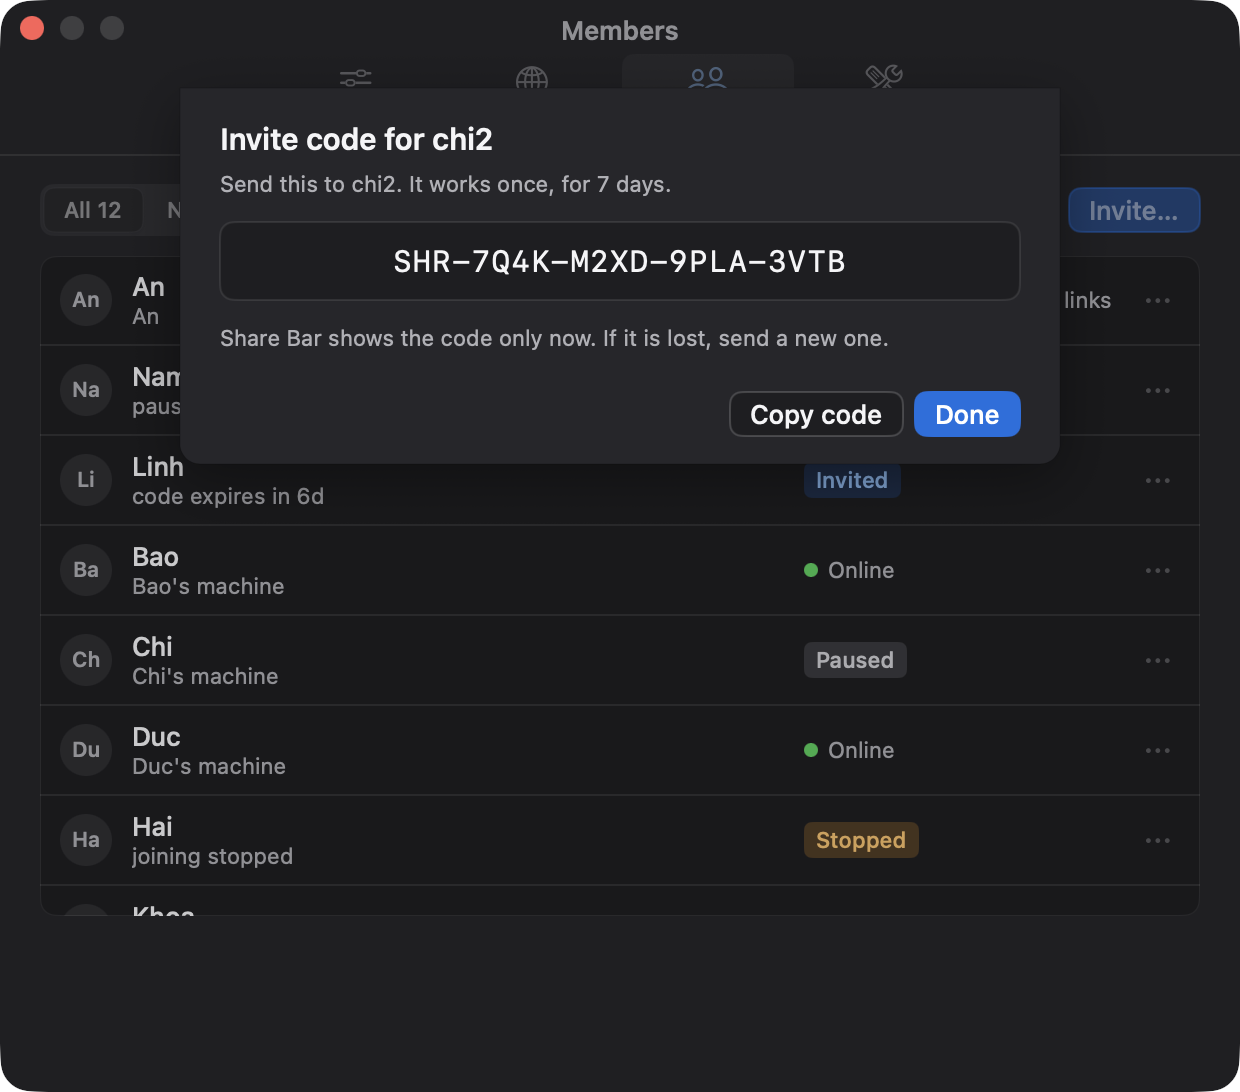 Members
Invite code for chi2
Send this to chi2. It works once, for 7 days.
SHR–7Q4K–M2XD–9PLA–3VTB
Share Bar shows the code only now. If it is lost, send a new one.
Copy code
Done
All 12
Invite...
An
An
An
links
Na
Li
Linh
code expires in 6d
Invited
Ba
Bao
Bao's machine
Online
Ch
Chi
Chi's machine
Paused
Du
Duc
Duc's machine
Online
Ha
Hai
joining stopped
Stopped